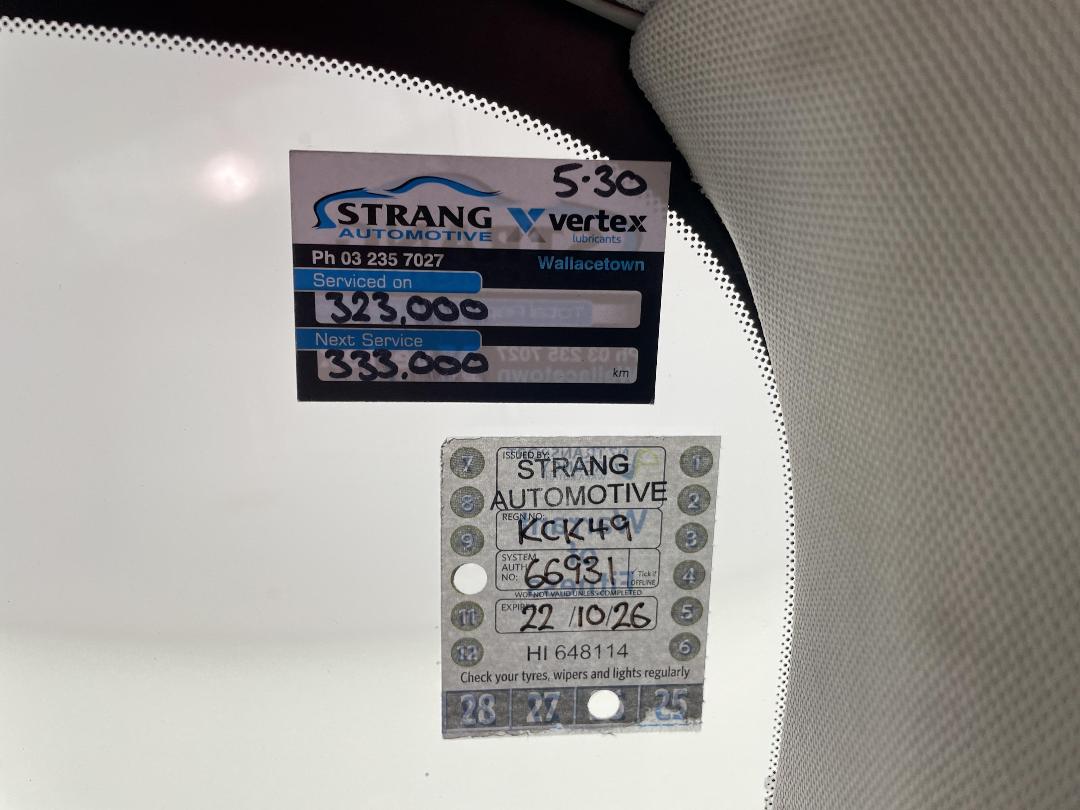 5.30
STRANG
AUTOMOTIVE
vertex
lubricants
Ph 03 235 7027
Wallacetown
Serviced on
323,000
Next Service
333.000
km
ISSUED BY:
STRANG
AUTOMOTIVE
REGN NO:
KCK49
SYSTEM
AUTH
NO:
66931
Tick if
OFFLINE
WOF NOT VALID UNLESS COMPLETED
22/10/26
HI 648114
Check your tyres, wipers and lights regularly
7
8
9
11
12
1
2
3
4
5
6
28 27 25